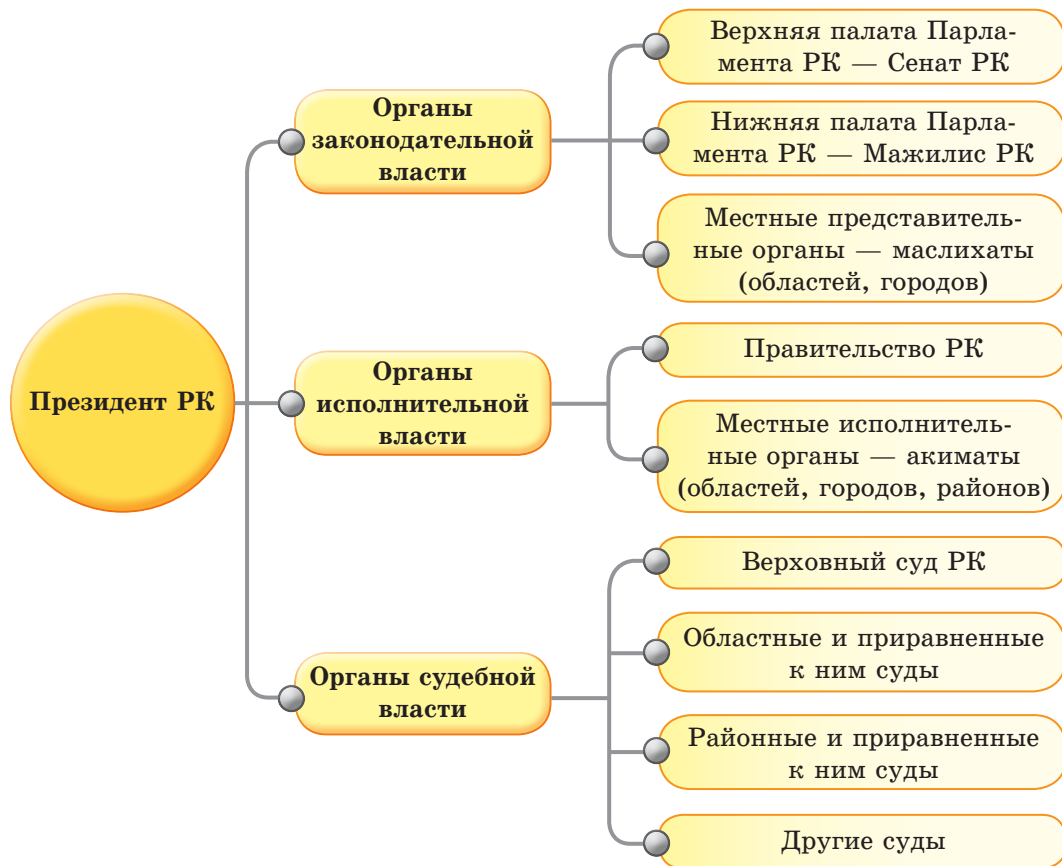 Президент РК
Органы
законодательной
власти
Верхняя палата Парла-
мента РК — Сенат РК
Нижняя палата Парла-
мента РК — Мажилис РК
Местные представитель-
ные органы — маслихаты
(областей, городов)
Органы
исполнительной
власти
Правительство РК
Местные исполнитель-
ные органы — акиматы
(областей, городов, районов)
Органы судебной
власти
Верховный суд РК
Областные и приравненные
к ним суды
Районные и приравненные
к ним суды
Другие суды